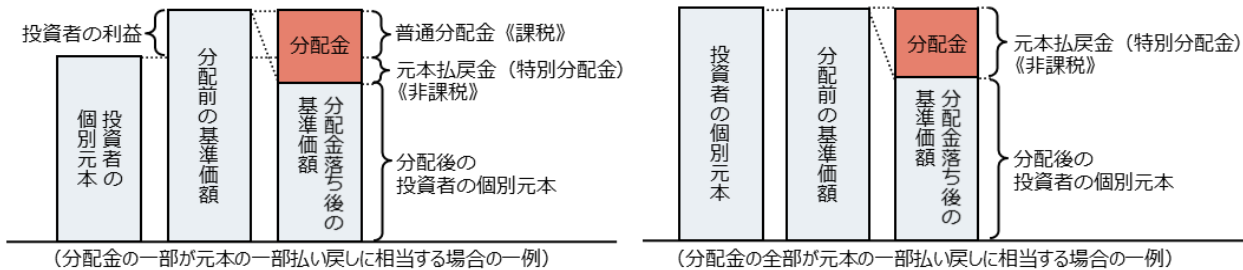 投資者の利益
投資者の
個別元本
分配前の基準価額
分配金
分配金落ち後の
基準価額
普通分配金《課税》
元本払戻金（特別分配金）
《非課税》
分配後の
投資者の個別元本
（分配金の一部が元本の一部払い戻しに相当する場合の一例）
投資者の個別元本
分配前の基準価額
分配金
分配金落ち後の
基準価額
元本払戻金（特別分配金）
《非課税》
分配後の
投資者の個別元本
（分配金の全部が元本の一部払い戻しに相当する場合の一例）